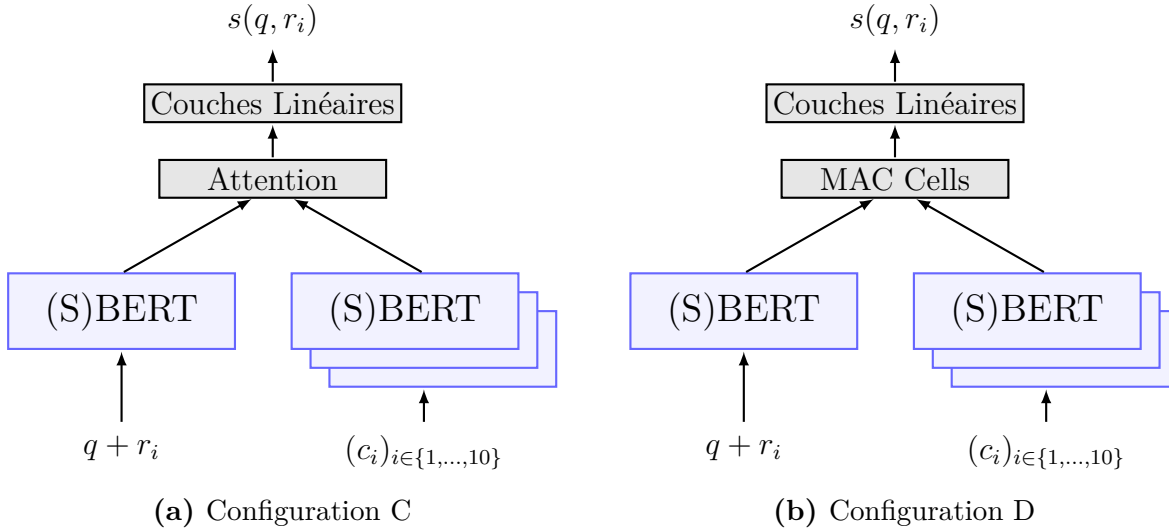 s(q, r_i)
Couches Linéaires
Attention
(S)BERT
(S)BERT
q + r_i
(c_i)_{i∈{1,...,10}}
(a) Configuration C
s(q, r_i)
Couches Linéaires
MAC Cells
(S)BERT
(S)BERT
q + r_i
(c_i)_{i∈{1,...,10}}
(b) Configuration D